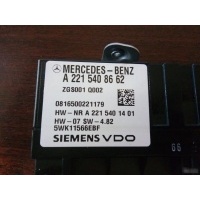 MERCEDES-BENZ
A 221 540 86 62
ZGS001 Q002
0816500221179
HW-NR A 221 540 14 01
HW-07 SW-4.82
5WK11566EBF
SIEMENS VDO
66